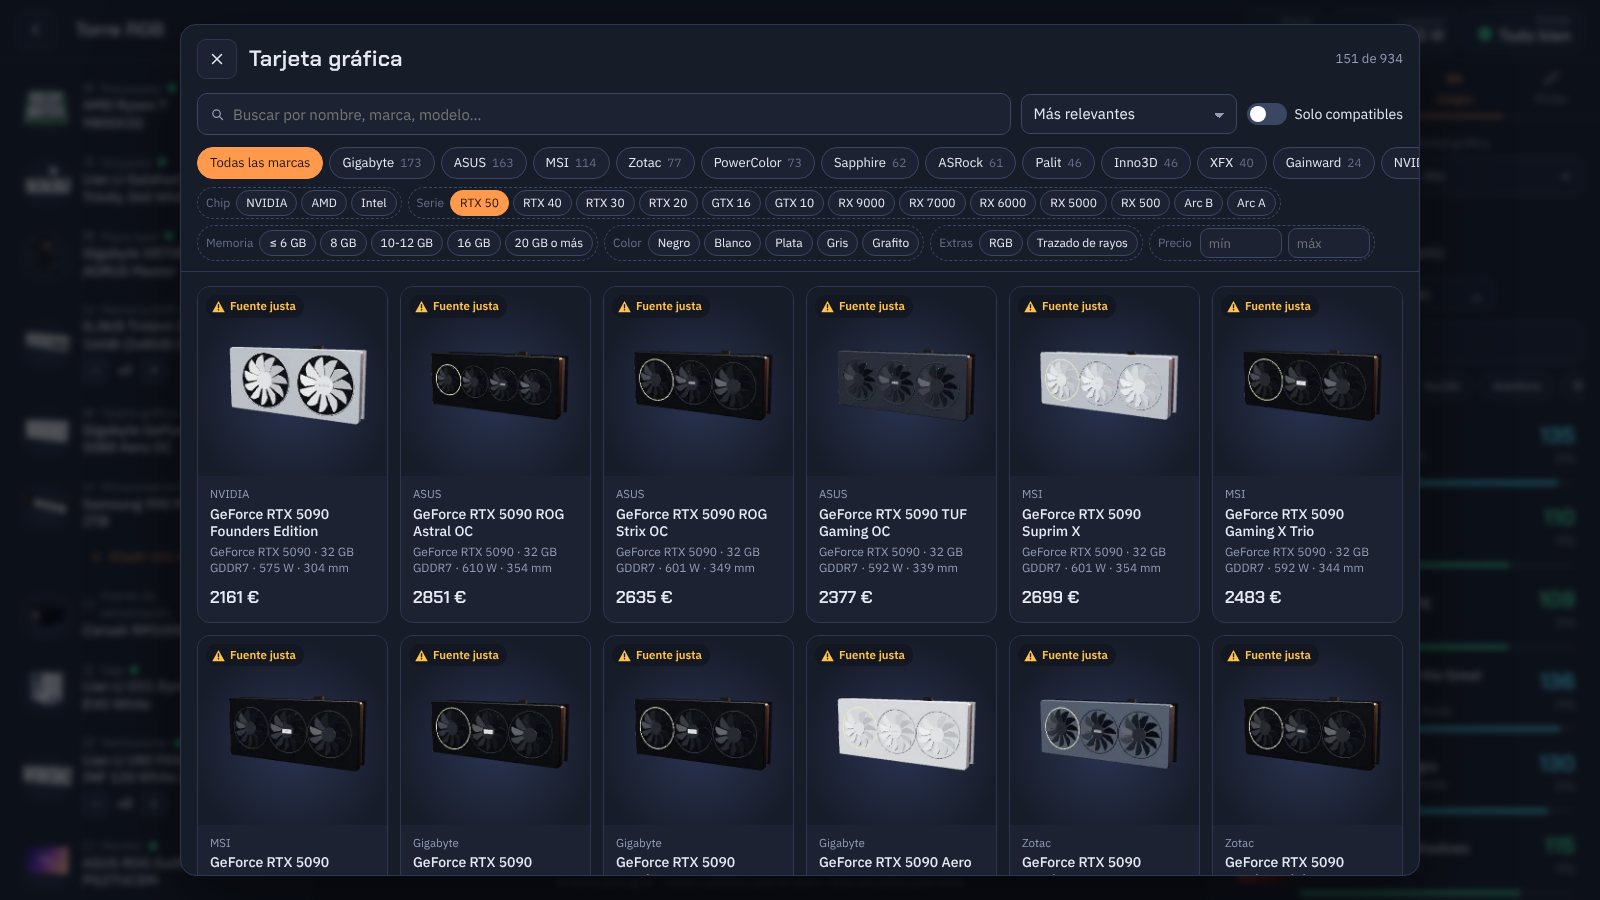 Torre RGB
Tarjeta gráfica
151 de 934
Buscar por nombre, marca, modelo...
Más relevantes
Solo compatibles
Todas las marcas
Gigabyte 173
ASUS 163
MSI 114
Zotac 77
PowerColor 73
Sapphire 62
ASRock 61
Palit 46
Inno3D 46
XFX 40
Gainward 24
NVI
Chip NVIDIA AMD Intel
Serie RTX 50 RTX 40 RTX 30 RTX 20 GTX 16 GTX 10 RX 9000 RX 7000 RX 6000 RX 5000 RX 500 Arc B Arc A
Memoria ≤ 6 GB 8 GB 10-12 GB 16 GB 20 GB o más
Color Negro Blanco Plata Gris Grafito
Extras RGB Trazado de rayos
Precio mín máx
Fuente justa
NVIDIA
GeForce RTX 5090
Founders Edition
GeForce RTX 5090 · 32 GB
GDDR7 · 575 W · 304 mm
2161 €
Fuente justa
ASUS
GeForce RTX 5090 ROG
Astral OC
GeForce RTX 5090 · 32 GB
GDDR7 · 610 W · 354 mm
2851 €
Fuente justa
ASUS
GeForce RTX 5090 ROG
Strix OC
GeForce RTX 5090 · 32 GB
GDDR7 · 601 W · 349 mm
2635 €
Fuente justa
ASUS
GeForce RTX 5090 TUF
Gaming OC
GeForce RTX 5090 · 32 GB
GDDR7 · 592 W · 339 mm
2377 €
Fuente justa
MSI
GeForce RTX 5090
Suprim X
GeForce RTX 5090 · 32 GB
GDDR7 · 601 W · 354 mm
2699 €
Fuente justa
MSI
GeForce RTX 5090
Gaming X Trio
GeForce RTX 5090 · 32 GB
GDDR7 · 592 W · 344 mm
2483 €
Fuente justa
MSI
GeForce RTX 5090
Fuente justa
Gigabyte
GeForce RTX 5090
Fuente justa
Gigabyte
GeForce RTX 5090
Fuente justa
Gigabyte
GeForce RTX 5090 Aero
Fuente justa
Zotac
GeForce RTX 5090
Fuente justa
Zotac
GeForce RTX 5090